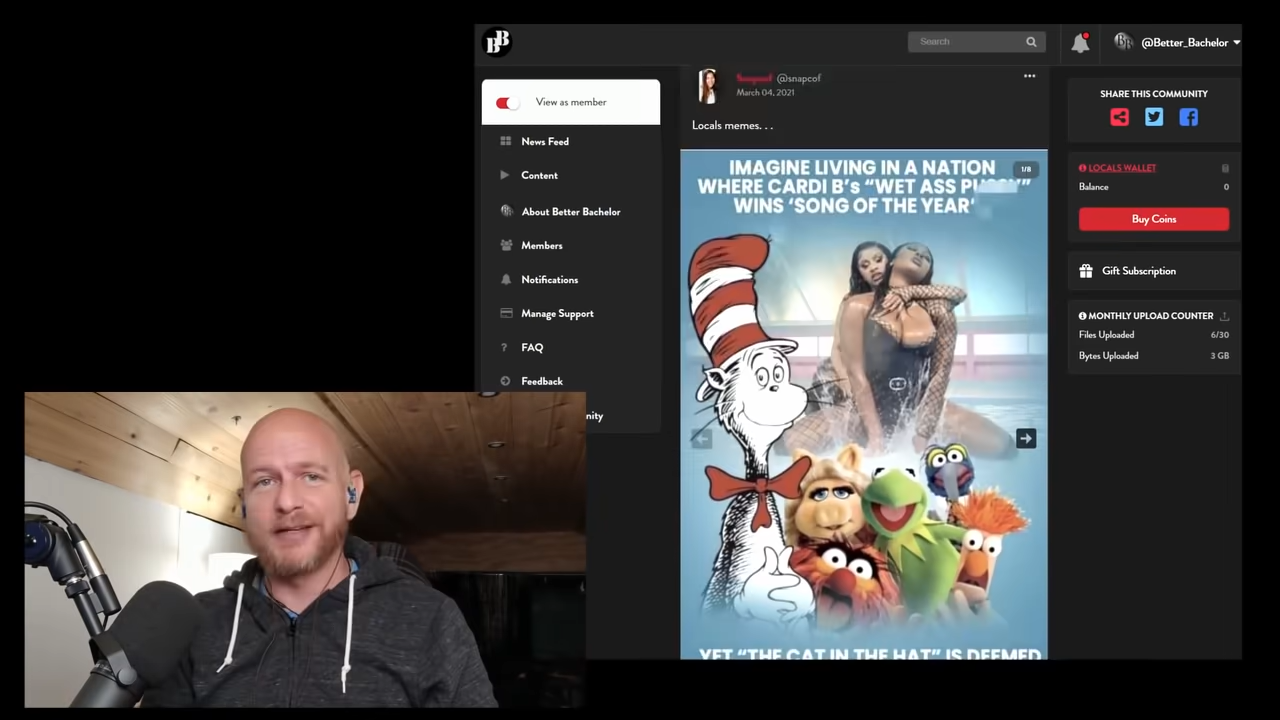 BB
Search
@Better_Bachelor
View as member
News Feed
Content
About Better Bachelor
Members
Notifications
Manage Support
? FAQ
Feedback
nity
@snapcof
March 04, 2021
Locals memes. . .
IMAGINE LIVING IN A NATION
WHERE CARDI B's “WET ASS
WINS ‘SONG OF THE YEAR’
1/8
YET “THE CAT IN THE HAT” IS DEEMED
SHARE THIS COMMUNITY
LOCALS WALLET
Balance 0
Buy Coins
Gift Subscription
MONTHLY UPLOAD COUNTER
Files Uploaded 6/30
Bytes Uploaded 3 GB